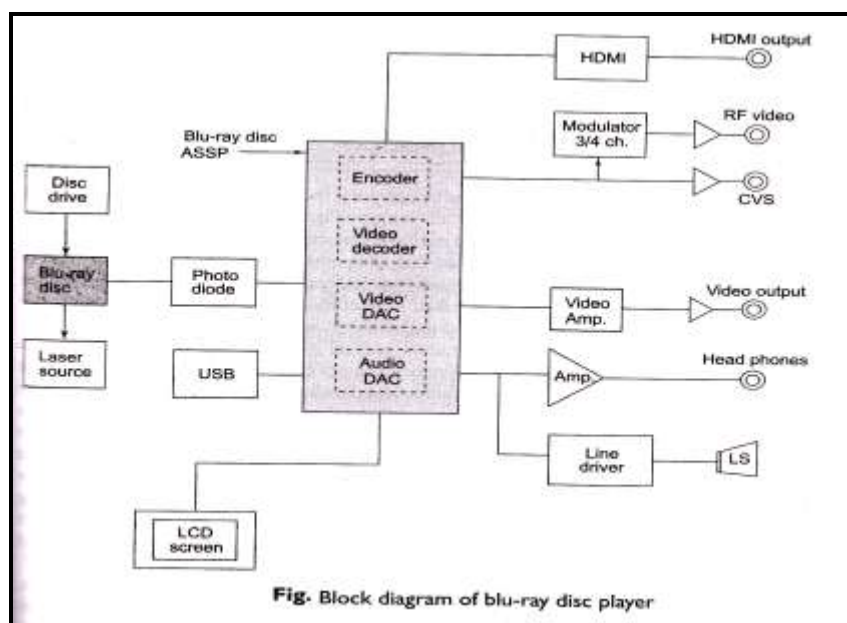 HDMI output
HDMI
RF video
Modulator
3/4 ch.
Blu-ray disc
ASSP
Encoder
CVS
Disc
drive
Video
decoder
Blu-ray
disc
Photo
diode
Video
DAC
Video
Amp.
Video output
Laser
source
USB
Audio
DAC
Amp.
Head phones
Line
driver
LS
LCD
screen
Fig. Block diagram of blu-ray disc player